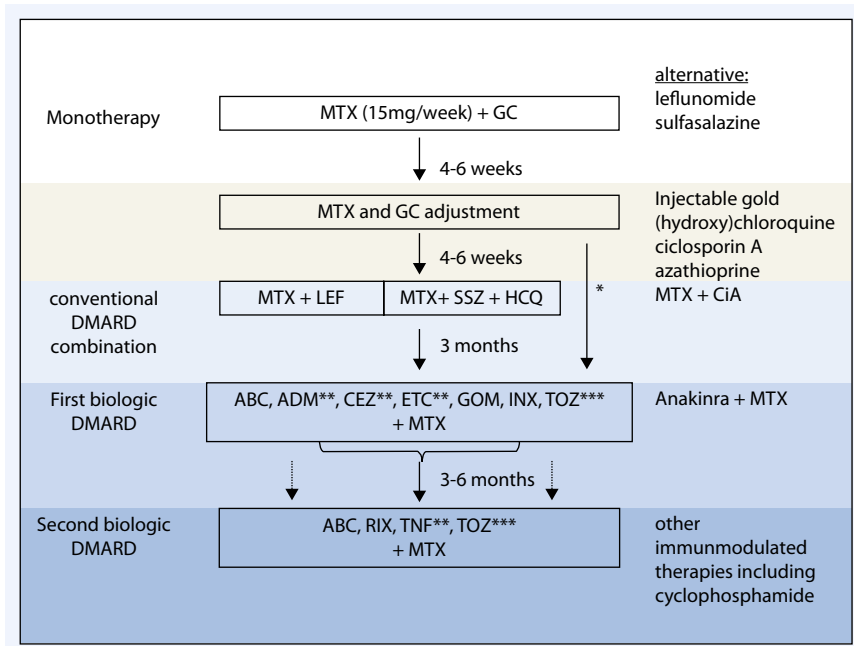 alternative:
leflunomide
sulfasalazine
Monotherapy
MTX (15mg/week) + GC
4-6 weeks
MTX and GC adjustment
Injectable gold
(hydroxy)chloroquine
ciclosporin A
azathioprine
4-6 weeks
conventional
DMARD
combination
MTX + LEF
MTX+ SSZ + HCQ
*
MTX + CiA
3 months
First biologic
DMARD
ABC, ADM**, CEZ**, ETC**, GOM, INX, TOZ***
+ MTX
Anakinra + MTX
3-6 months
Second biologic
DMARD
ABC, RIX, TNF**, TOZ***
+ MTX
other
immunmodulated
therapies including
cyclophosphamide